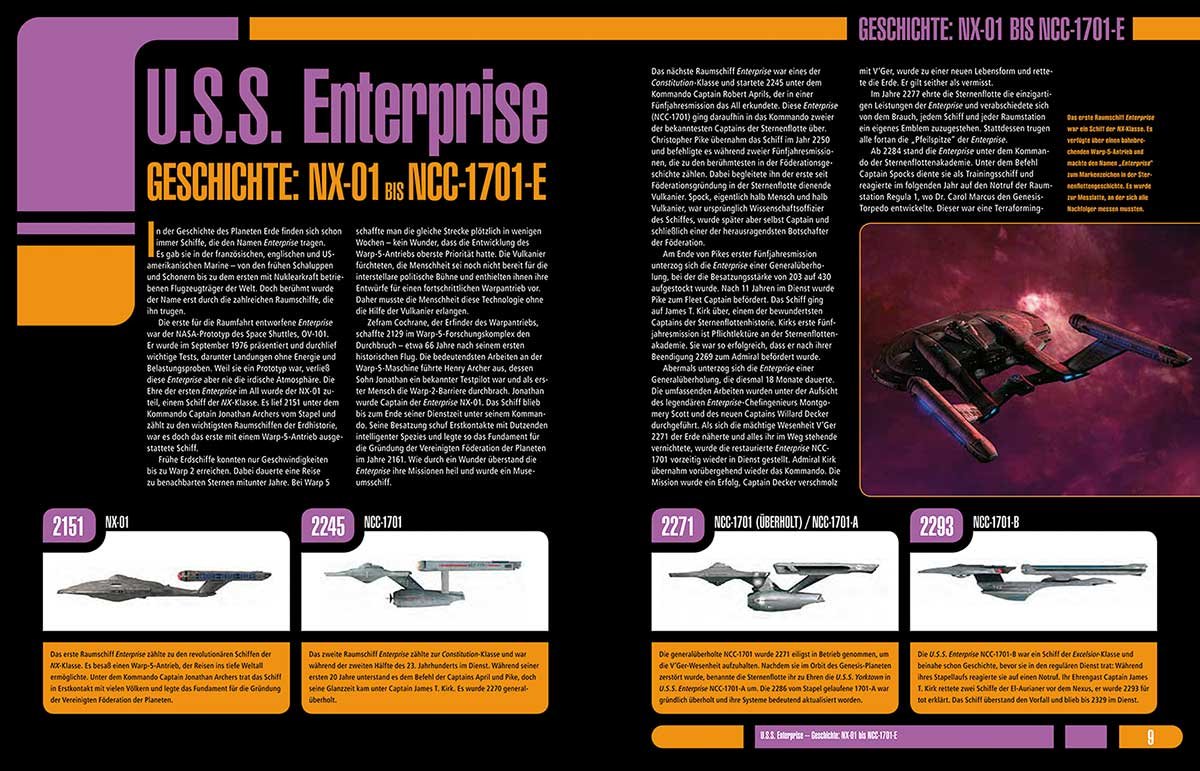 GESCHICHTE: NX-01 BIS NCC-1701-E
U.S.S. Enterprise
GESCHICHTE: NX-01 BIS NCC-1701-E
In der Geschichte des Planeten Erde finden sich schon
immer Schiffe, die den Namen Enterprise tragen.
Es gab sie in der französischen, englischen und US-
amerikanischen Marine – von den frühen Schaluppen
und Schonern bis zu dem ersten mit Nuklearkraft betrie-
benen Flugzeugträger der Welt. Doch berühmt wurde
der Name erst durch die zahlreichen Raumschiffe, die
ihn trugen.
Die erste für die Raumfahrt entworfene Enterprise
war der NASA-Prototyp des Space Shuttles, OV-101.
Er wurde im September 1976 präsentiert und durchlief
wichtige Tests, darunter Landungen ohne Energie und
Belastungsproben. Weil sie ein Prototyp war, verließ
diese Enterprise aber nie die irdische Atmosphäre. Die
Ehre der ersten Enterprise im All wurde der NX-01 zu-
teil, einem Schiff der NX-Klasse. Es lief 2151 unter dem
Kommando Captain Jonathan Archers vom Stapel und
zählt zu den wichtigsten Raumschiffen der Erdhistorie,
war es doch das erste mit einem Warp-5-Antrieb ausge-
stattete Schiff.
Frühe Erdschiffe konnten nur Geschwindigkeiten
bis zu Warp 2 erreichen. Dabei dauerte eine Reise
zu benachbarten Sternen mitunter Jahre. Bei Warp 5
schaffte man die gleiche Strecke plötzlich in wenigen
Wochen – kein Wunder, dass die Entwicklung des
Warp-5-Antriebs oberste Priorität hatte. Die Vulkanier
fürchteten, die Menschheit sei noch nicht bereit für die
interstellare politische Bühne und enthielten ihnen ihre
Entwürfe für einen fortschrittlichen Warpantrieb vor.
Daher musste die Menschheit diese Technologie ohne
die Hilfe der Vulkanier erlangen.
Zefram Cochrane, der Erfinder des Warpantriebs,
schaffte 2129 im Warp-5-Forschungskomplex den
Durchbruch – etwa 66 Jahre nach seinem ersten
historischen Flug. Die bedeutendsten Arbeiten an der
Warp-5-Maschine führte Henry Archer aus, dessen
Sohn Jonathan ein bekannter Testpilot war und als ers-
ter Mensch die Warp-2-Barriere durchbrach. Jonathan
wurde Captain der Enterprise NX-01. Das Schiff blieb
bis zum Ende seiner Dienstzeit unter seinem Komman-
do. Seine Besatzung schuf Erstkontakte mit Dutzenden
intelligenter Spezies und legte so das Fundament für
die Gründung der Vereinigten Föderation der Planeten
im Jahre 2161. Wie durch ein Wunder überstand die
Enterprise ihre Missionen heil und wurde ein Muse-
umsschiff.
Das nächste Raumschiff Enterprise war eines der
Constitution-Klasse und startete 2245 unter dem
Kommando Captain Robert Aprils, der in einer
Fünfjahresmission das All erkundete. Diese Enterprise
(NCC-1701) ging daraufhin in das Kommando zweier
der bekanntesten Captains der Sternenflotte über.
Christopher Pike übernahm das Schiff im Jahr 2250
und befehligte es während zweier Fünfjahresmissio-
nen, die zu den berühmtesten in der Föderationsge-
schichte zählen. Dabei begleitete ihn der erste seit
Föderationsgründung in der Sternenflotte dienende
Vulkanier. Spock, eigentlich halb Mensch und halb
Vulkanier, war ursprünglich Wissenschaftsoffizier
des Schiffes, wurde später aber selbst Captain und
schließlich einer der herausragendsten Botschafter
der Föderation.
Am Ende von Pikes erster Fünfjahresmission
unterzog sich die Enterprise einer Generalüberho-
lung, bei der die Besatzungsstärke von 203 auf 430
aufgestockt wurde. Nach 11 Jahren im Dienst wurde
Pike zum Fleet Captain befördert. Das Schiff ging
auf James T. Kirk über, einem der bewundertsten
Captains der Sternenflottenhistorie. Kirks erste Fünf-
jahresmission ist Pflichtlektüre an der Sternenflotten-
akademie. Sie war so erfolgreich, dass er nach ihrer
Beendigung 2269 zum Admiral befördert wurde.
Abermals unterzog sich die Enterprise einer
Generalüberholung, die diesmal 18 Monate dauerte.
Die umfassenden Arbeiten wurden unter der Aufsicht
des legendären Enterprise-Chefingenieurs Montgo-
mery Scott und des neuen Captains Willard Decker
durchgeführt. Als sich die mächtige Wesenheit V'Ger
2271 der Erde näherte und alles ihr im Weg stehende
vernichtete, wurde die restaurierte Enterprise NCC-
1701 vorzeitig wieder in Dienst gestellt. Admiral Kirk
übernahm vorübergehend wieder das Kommando. Die
Mission wurde ein Erfolg, Captain Decker verschmolz
mit V'Ger, wurde zu einer neuen Lebensform und rette-
te die Erde. Er gilt seither als vermisst.
Im Jahre 2277 ehrte die Sternenflotte die einzigarti-
gen Leistungen der Enterprise und verabschiedete sich
von dem Brauch, jedem Schiff und jeder Raumstation
ein eigenes Emblem zuzugestehen. Stattdessen trugen
alle fortan die „Pfeilspitze" der Enterprise.
Ab 2284 stand die Enterprise unter dem Komman-
do der Sternenflottenakademie. Unter dem Befehl
Captain Spocks diente sie als Trainingsschiff und
reagierte im folgenden Jahr auf den Notruf der Raum-
station Regula 1, wo Dr. Carol Marcus den Genesis-
Torpedo entwickelte. Dieser war eine Terraforming-
Das erste Raumschiff Enterprise
war ein Schiff der NX-Klasse. Es
verfügte über einen bahnbre-
chenden Warp-5-Antrieb und
machte den Namen „Enterprise"
zum Markenzeichen in der Ster-
nenflottengeschichte. Es wurde
zur Messlatte, an der sich alle
Nachfolger messen mussten.
2151 NX-01
Das erste Raumschiff Enterprise zählte zu den revolutionären Schiffen der
NX-Klasse. Es besaß einen Warp-5-Antrieb, der Reisen ins tiefe Weltall
ermöglichte. Unter dem Kommando Captain Jonathan Archers trat das Schiff
in Erstkontakt mit vielen Völkern und legte das Fundament für die Gründung
der Vereinigten Föderation der Planeten.
2245 NCC-1701
Das zweite Raumschiff Enterprise zählte zur Constitution-Klasse und war
während der zweiten Hälfte des 23. Jahrhunderts im Dienst. Während seiner
ersten 20 Jahre unterstand es dem Befehl der Captains April und Pike, doch
seine Glanzzeit kam unter Captain James T. Kirk. Es wurde 2270 general-
überholt.
2271 NCC-1701 (ÜBERHOLT) / NCC-1701-A
Die generalüberholte NCC-1701 wurde 2271 eiligst in Betrieb genommen, um
die V'Ger-Wesenheit aufzuhalten. Nachdem sie im Orbit des Genesis-Planeten
zerstört wurde, benannte die Sternenflotte ihr zu Ehren die U.S.S. Yorktown in
U.S.S. Enterprise NCC-1701-A um. Die 2286 vom Stapel gelaufene 1701-A war
gründlich überholt und ihre Systeme bedeutend aktualisiert worden.
2293 NCC-1701-B
Die U.S.S. Enterprise NCC-1701-B war ein Schiff der Excelsior-Klasse und
beinahe schon Geschichte, bevor sie in den regulären Dienst trat: Während
ihres Stapellaufs reagierte sie auf einen Notruf. Ihr Ehrengast Captain James
T. Kirk rettete zwei Schiffe der El-Aurianer vor dem Nexus, er wurde 2293 für
tot erklärt. Das Schiff überstand den Vorfall und blieb bis 2329 im Dienst.
U.S.S. Enterprise – Geschichte: NX-01 bis NCC-1701-E
9